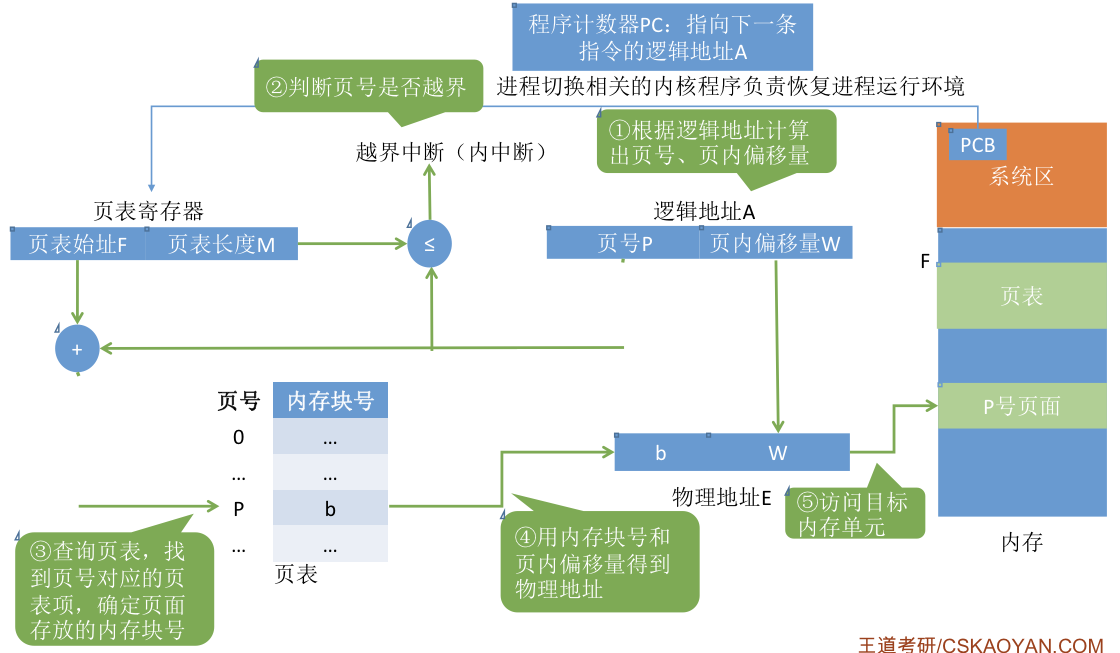 程序计数器PC：指向下一条
指令的逻辑地址A
②判断页号是否越界
进程切换相关的内核程序负责恢复进程运行环境
①根据逻辑地址计算
出页号、页内偏移量
越界中断（内中断）
PCB
系统区
页表寄存器
逻辑地址A
页表始址F
页表长度M
≤
页号P
页内偏移量W
F
页表
+
页号
内存块号
P号页面
0
...
...
...
P
b
...
...
b
W
物理地址E
⑤访问目标
内存单元
③查询页表，找
到页号对应的页
表项，确定页面
存放的内存块号
页表
④用内存块号和
页内偏移量得到
物理地址
内存
王道考研/CSKAOYAN.COM